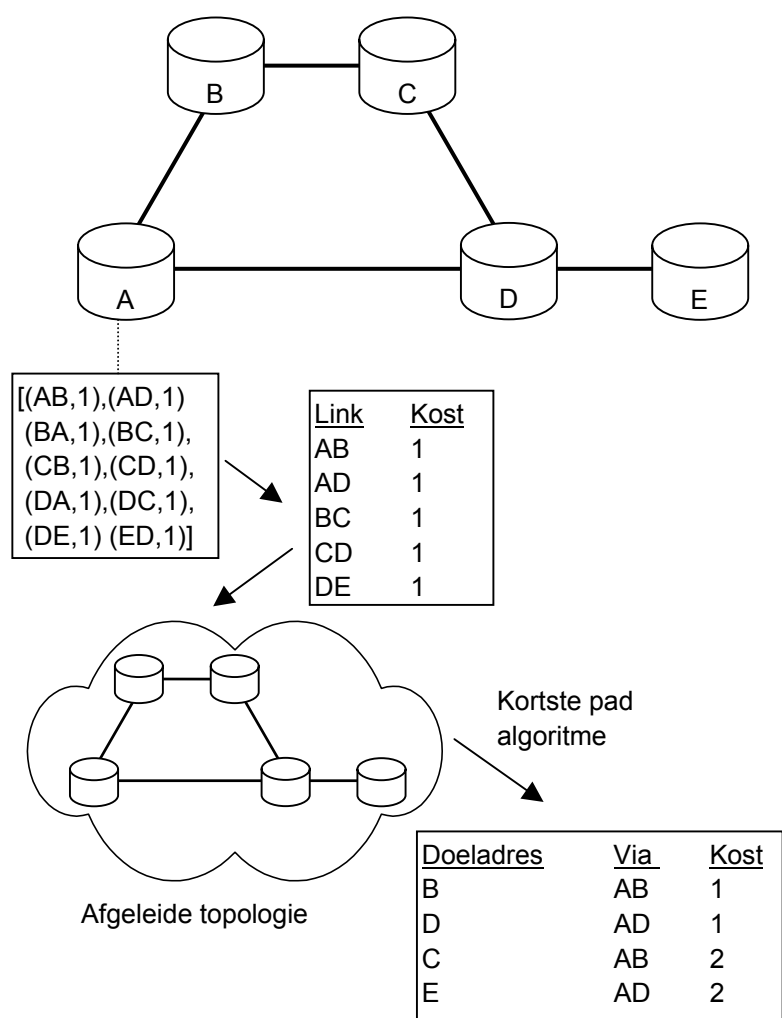 B
C
A
D
E
[(AB,1),(AD,1)
(BA,1),(BC,1),
(CB,1),(CD,1),
(DA,1),(DC,1),
(DE,1) (ED,1)]
Link Kost
AB 1
AD 1
BC 1
CD 1
DE 1
Kortste pad
algoritme
Afgeleide topologie
Doeladres Via Kost
B AB 1
D AD 1
C AB 2
E AD 2